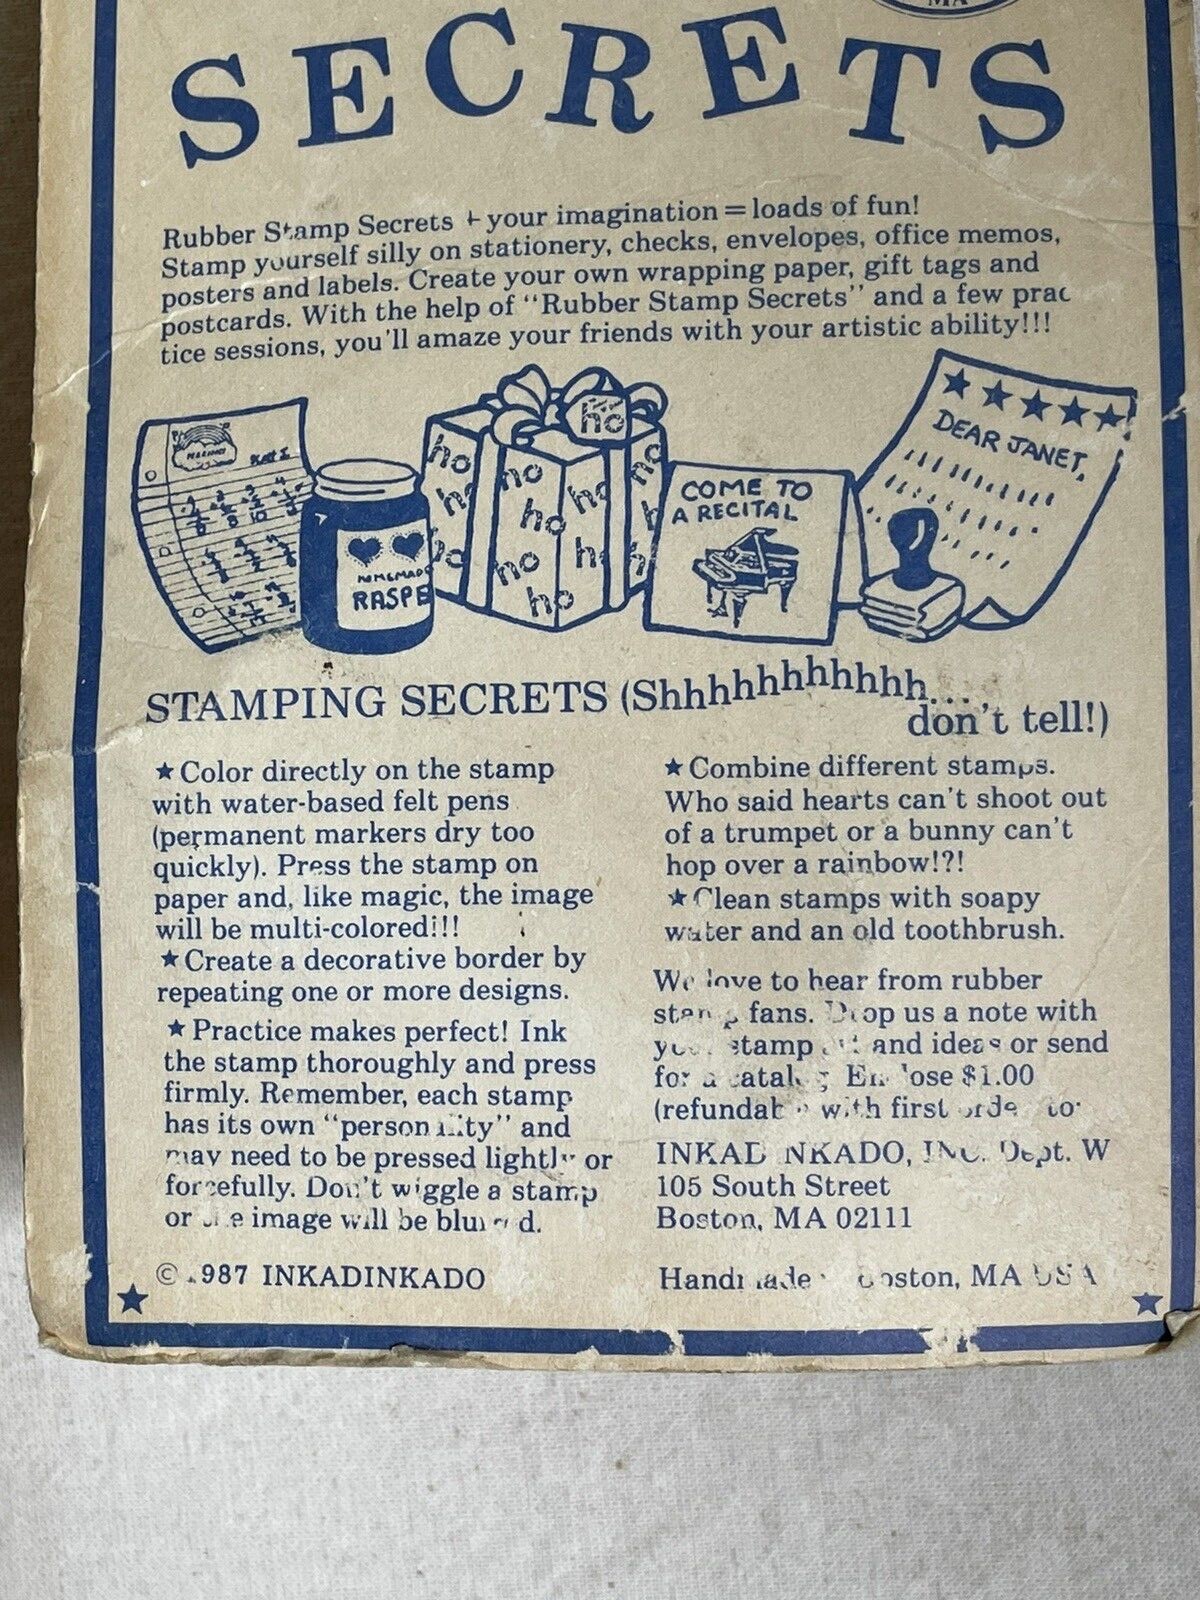 MA
SECRETS
Rubber Stamp Secrets + your imagination = loads of fun!
Stamp yourself silly on stationery, checks, envelopes, office memos,
posters and labels. Create your own wrapping paper, gift tags and
postcards. With the help of "Rubber Stamp Secrets" and a few prac
tice sessions, you'll amaze your friends with your artistic ability!!!
ho
ho ho ho
ho ho
ho
ho ho
ho
COME TO
A RECITAL
DEAR JANET,
RASPE
STAMPING SECRETS (Shhhhhhhhhhhh...
don't tell!)
★ Color directly on the stamp
with water-based felt pens
(permanent markers dry too
quickly). Press the stamp on
paper and, like magic, the image
will be multi-colored!!!
★ Create a decorative border by
repeating one or more designs.
★ Practice makes perfect! Ink
the stamp thoroughly and press
firmly. Remember, each stamp
has its own "personality" and
may need to be pressed lightly or
forcefully. Don't wiggle a stamp
or the image will be blurred.
© 1987 INKADINKADO
★ Combine different stamps.
Who said hearts can't shoot out
of a trumpet or a bunny can't
hop over a rainbow!?!
★ Clean stamps with soapy
water and an old toothbrush.
We love to hear from rubber
stamp fans. Drop us a note with
your stamp art and ideas or send
for a catalog. Enclose $1.00
(refundable with first order) to:
INKADINKADO, INC. Dept. W
105 South Street
Boston, MA 02111
Handmade in Boston, MA USA